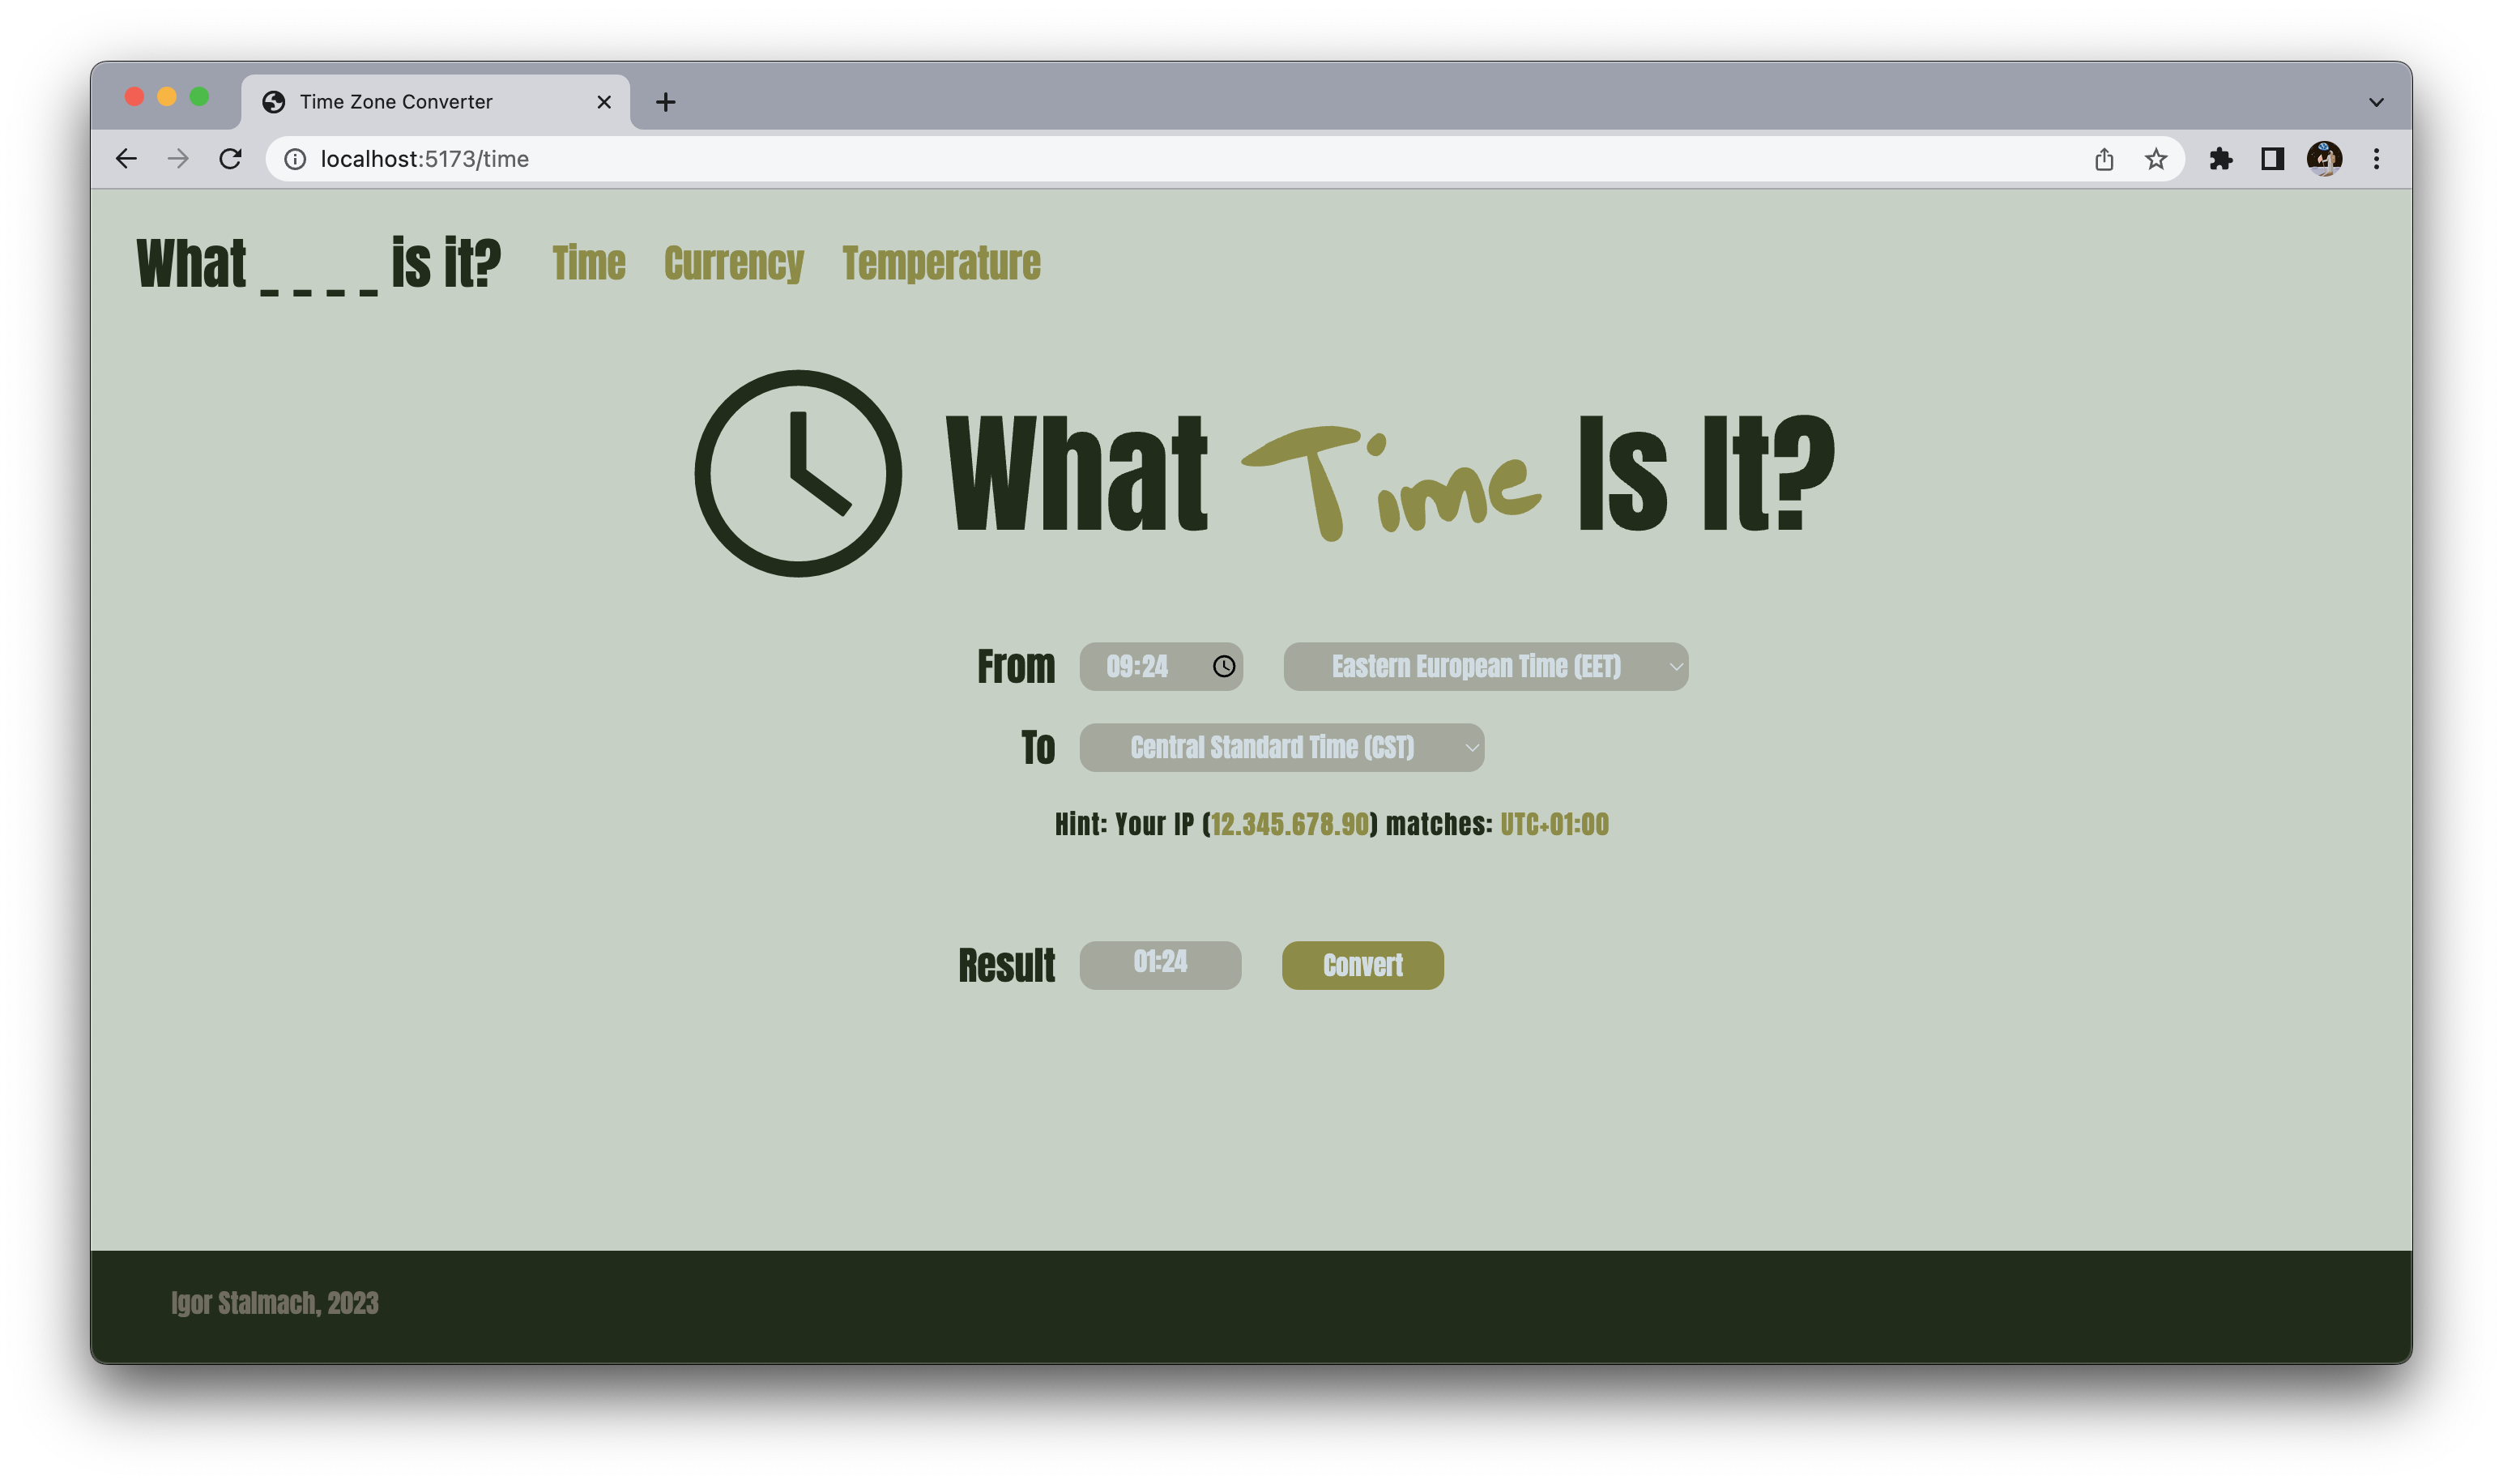 Time Zone Converter
localhost:5173/time
What _ _ _ _ is it? Time Currency Temperature
What Time Is It?
From 09:24 Eastern European Time (EET)
To Central Standard Time (CST)
Hint: Your IP (12.345.678.90) matches: UTC+01:00
Result 01:24 Convert
Igor Stalmach, 2023